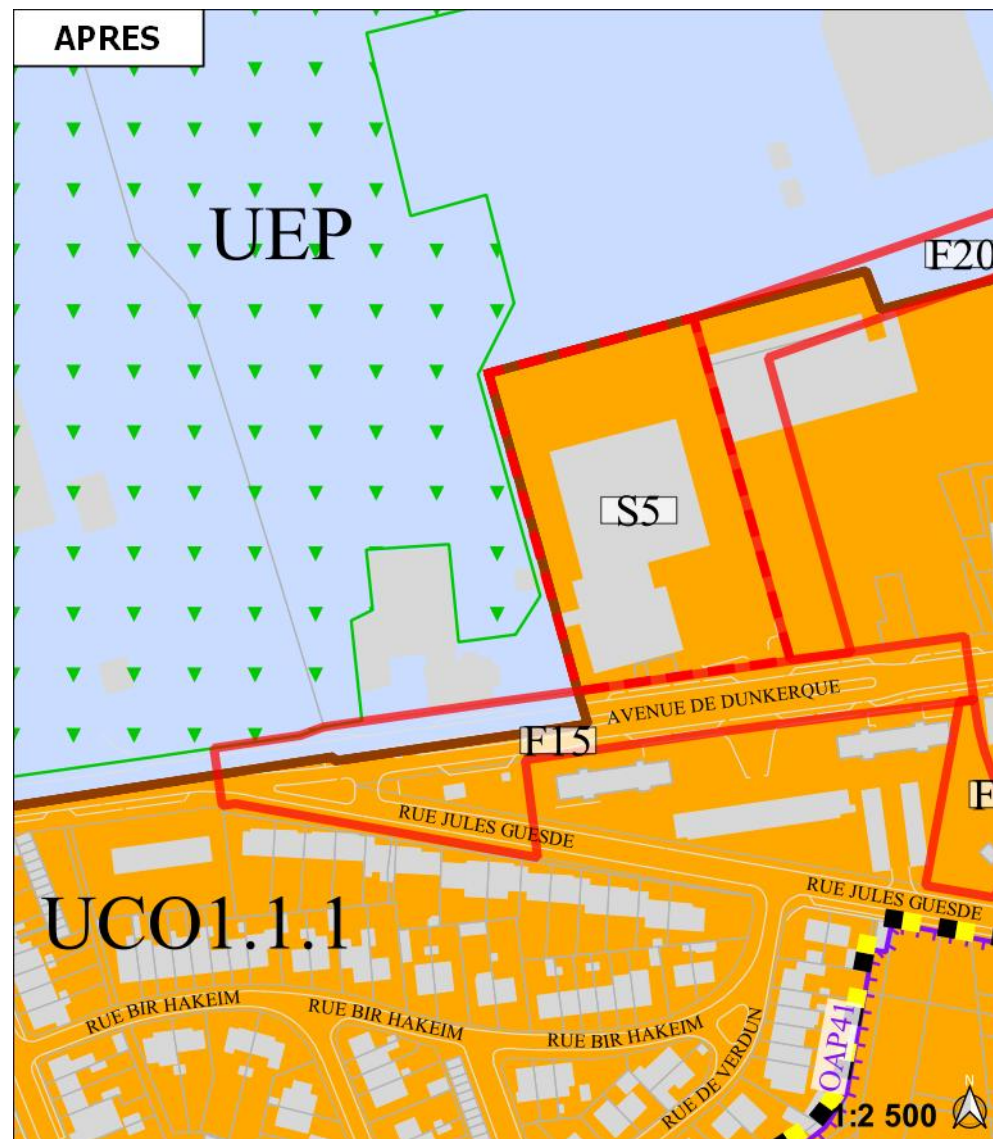 APRES
UEP
F20
S5
AVENUE DE DUNKERQUE
F15
F
RUE JULES GUESDE
RUE JULES GUESDE
UCO1.1.1
RUE BIR HAKEIM
RUE BIR HAKEIM
RUE BIR HAKEIM
RUE DE VERDUN
OAP41
N
1:2 500